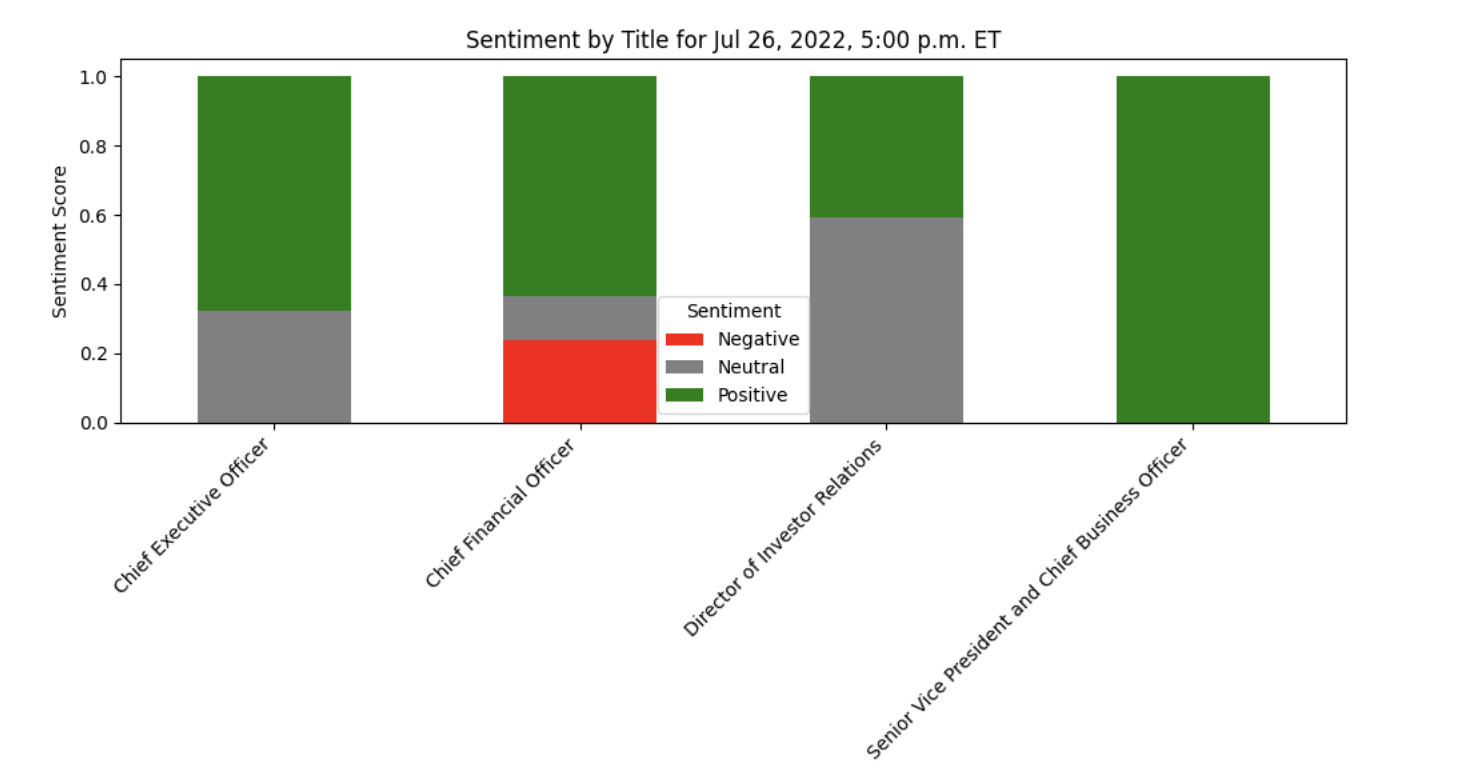 Sentiment by Title for Jul 26, 2022, 5:00 p.m. ET
Sentiment Score
1.0
0.8
0.6
0.4
0.2
0.0
Sentiment
Negative
Neutral
Positive
Chief Executive Officer
Chief Financial Officer
Director of Investor Relations
Senior Vice President and Chief Business Officer